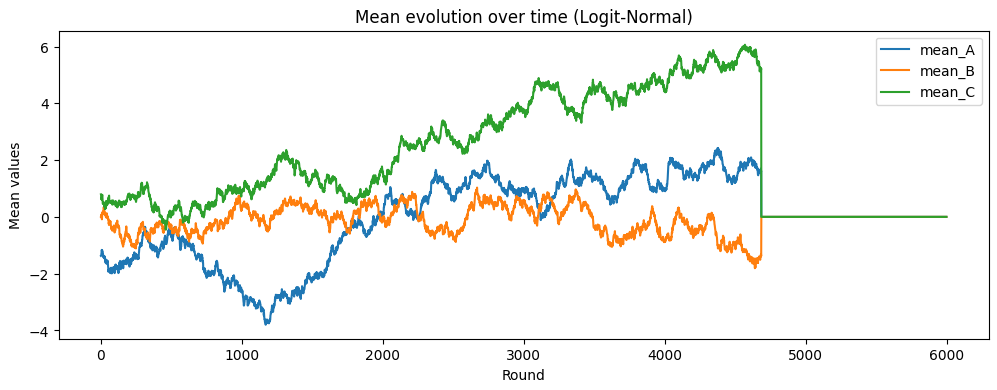 Mean evolution over time (Logit-Normal)
mean_A
mean_B
mean_C
Mean values
6
4
2
0
−2
−4
0
1000
2000
3000
4000
5000
6000
Round